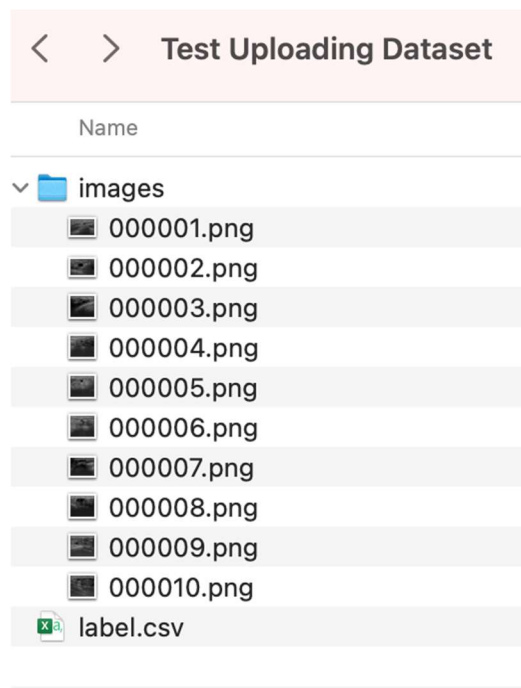 Test Uploading Dataset
Name
images
000001.png
000002.png
000003.png
000004.png
000005.png
000006.png
000007.png
000008.png
000009.png
000010.png
label.csv